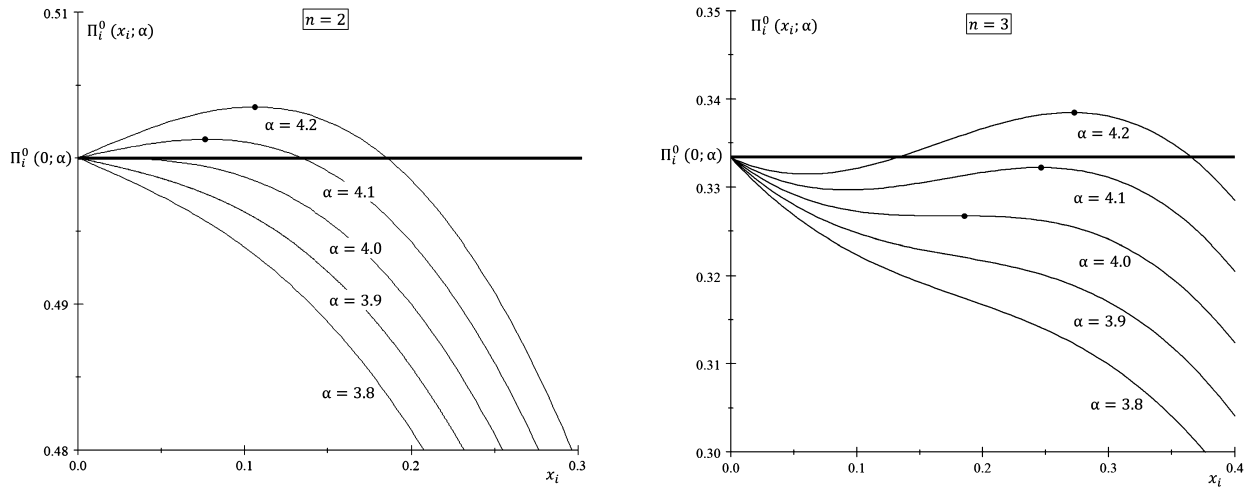 0.51
Π_i^0 (x_i; α)
n = 2
α = 4.2
Π_i^0 (0; α)
α = 4.1
α = 4.0
α = 3.9
0.49
α = 3.8
0.48
0.0
0.1
0.2
0.3
x_i
0.35
Π_i^0 (x_i; α)
n = 3
0.34
α = 4.2
Π_i^0 (0; α)
0.33
α = 4.1
α = 4.0
0.32
α = 3.9
0.31
α = 3.8
0.30
0.0
0.1
0.2
0.3
0.4
x_i